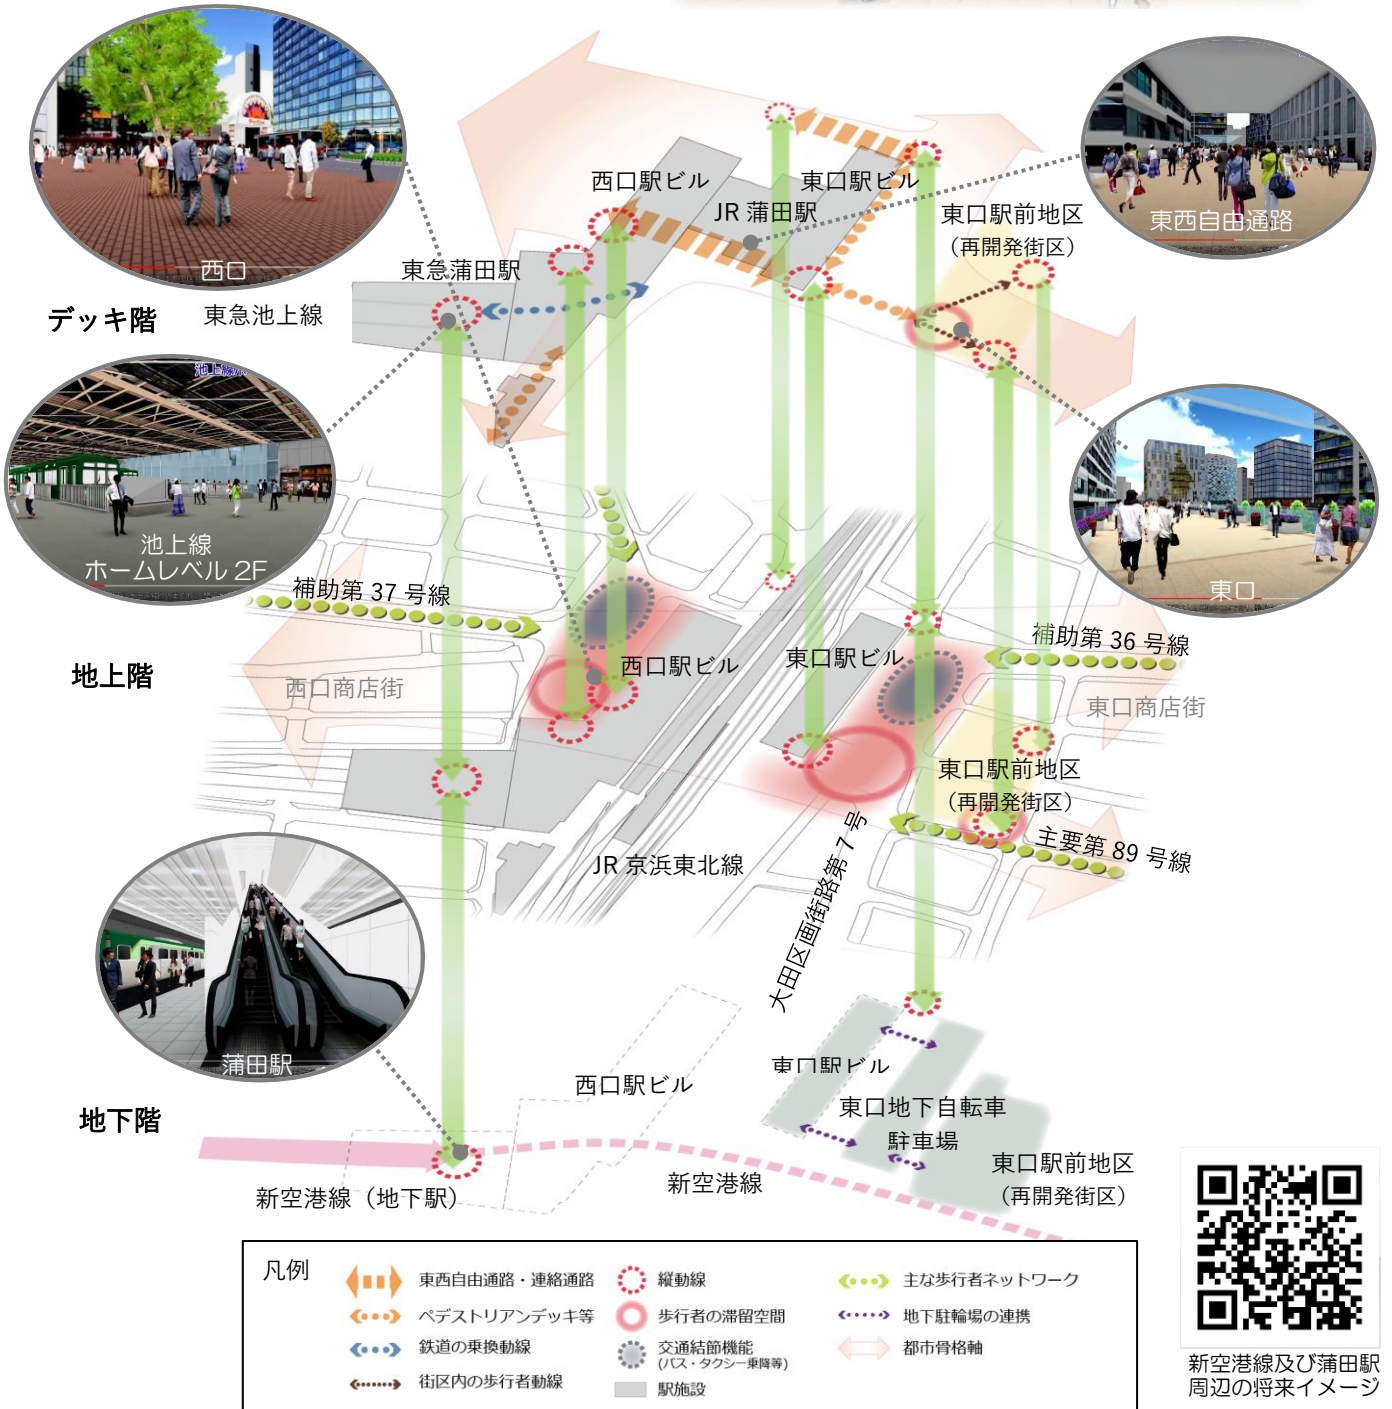 西口駅ビル
東口駅ビル
JR 蒲田駅
東口駅前地区
（再開発街区）
東西自由通路
西口
東急蒲田駅
デッキ階
東急池上線
池上線
ホームレベル 2F
東口
補助第 37 号線
補助第 36 号線
地上階
西口駅ビル
東口駅ビル
西口商店街
東口商店街
東口駅前地区
（再開発街区）
主要第 89 号線
JR 京浜東北線
大田区画街路第 7 号
蒲田駅
地下階
西口駅ビル
東口駅ビル
東口地下自転車
駐車場
東口駅前地区
（再開発街区）
新空港線（地下駅）
新空港線
凡例
東西自由通路・連絡通路
ペデストリアンデッキ等
鉄道の乗換動線
街区内の歩行者動線
縦動線
歩行者の滞留空間
交通結節機能
(バス・タクシー乗降等)
駅施設
主な歩行者ネットワーク
地下駐輪場の連携
都市骨格軸
新空港線及び蒲田駅
周辺の将来イメージ